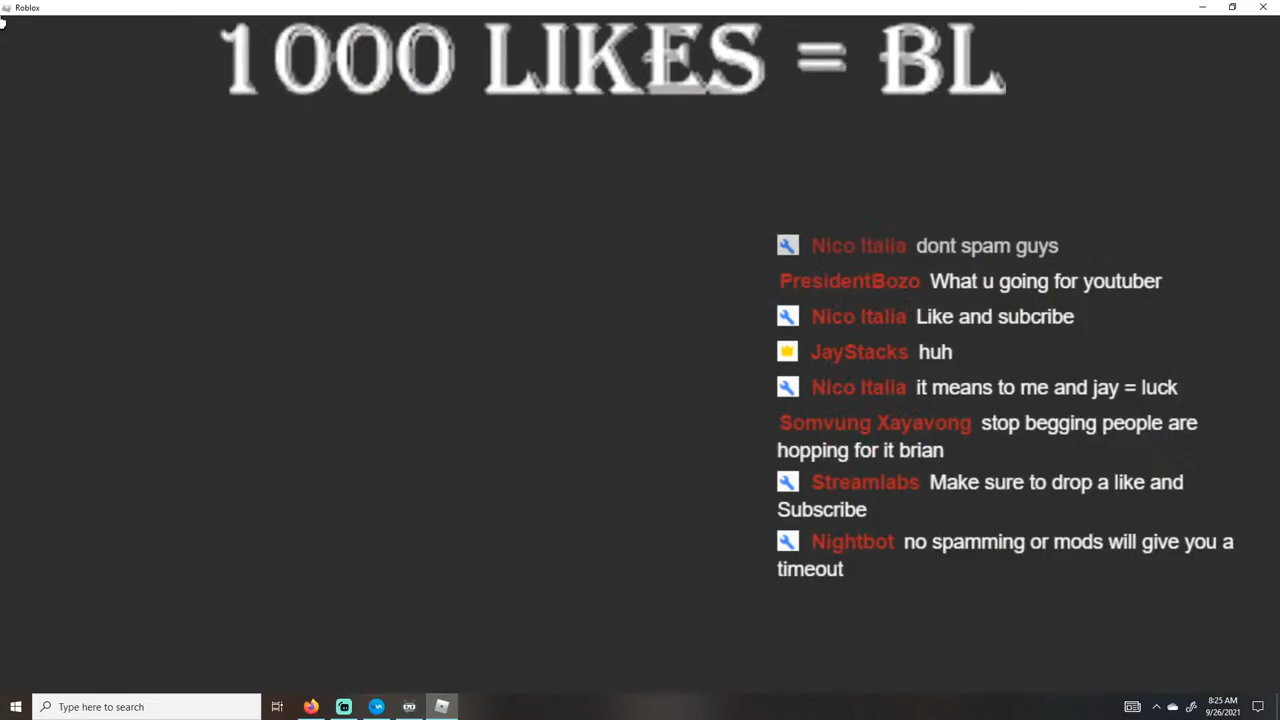 Roblox
1000 LIKES = BL
Nico Italia dont spam guys
PresidentBozo What u going for youtuber
Nico Italia Like and subcribe
JayStacks huh
Nico Italia it means to me and jay = luck
Somvung Xayavong stop begging people are
hopping for it brian
Streamlabs Make sure to drop a like and
Subscribe
Nightbot no spamming or mods will give you a
timeout
Type here to search
8:25 AM
9/26/2021